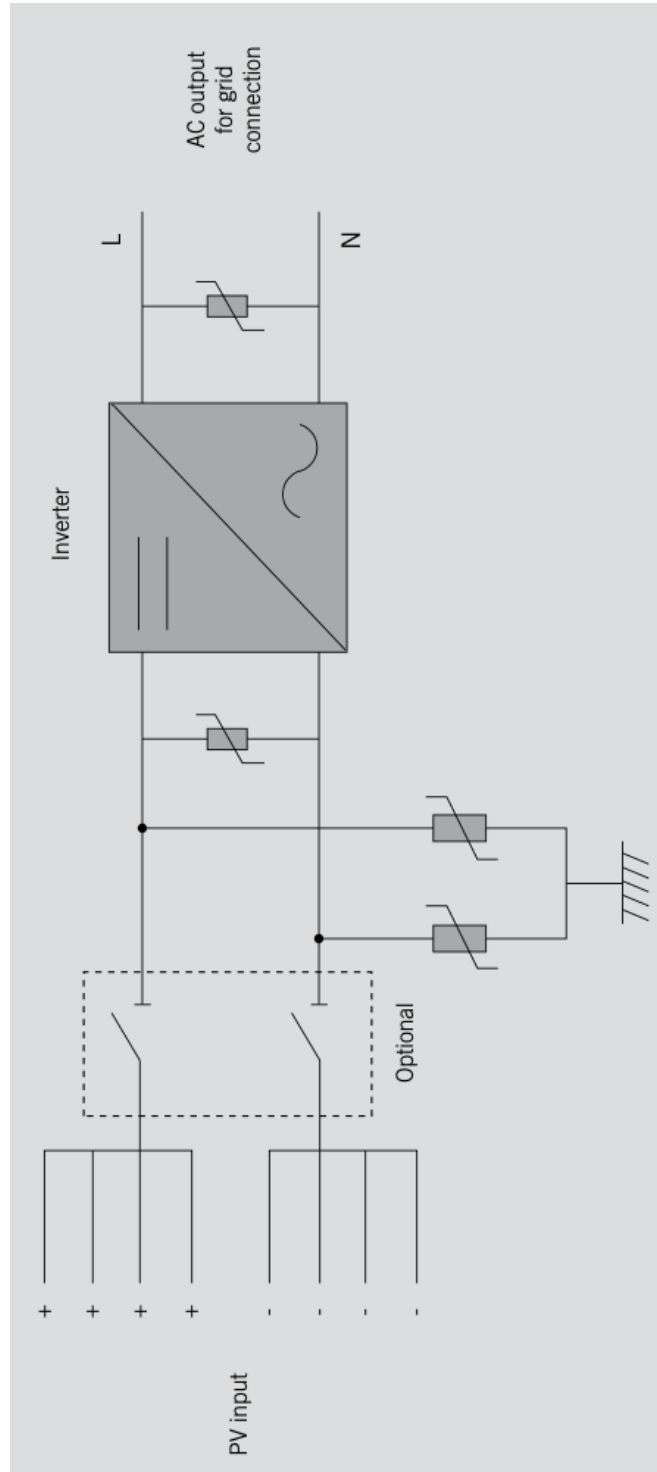 AC output
for grid
connection
L
N
Inverter
Optional
+
+
+
+
-
-
-
-
PV input